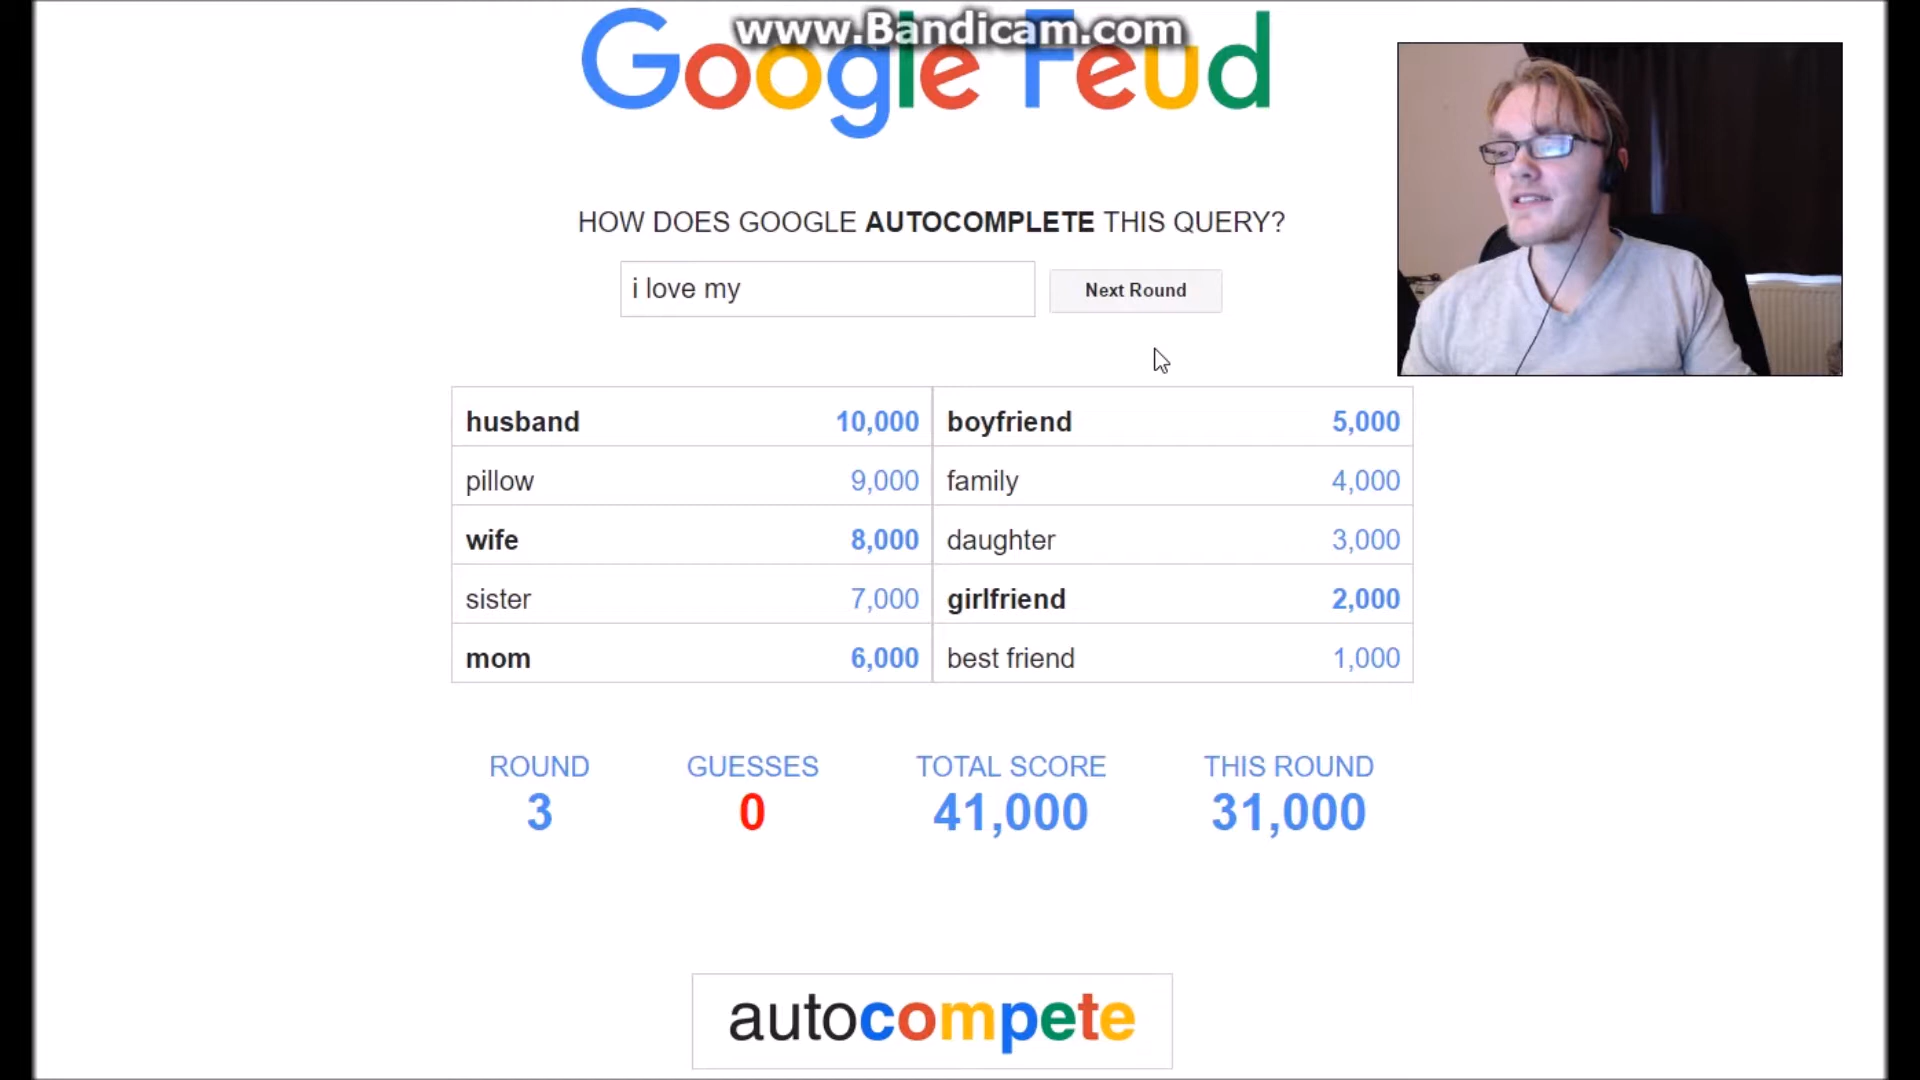 www.Bandicam.com
Google Feud
HOW DOES GOOGLE AUTOCOMPLETE THIS QUERY?
i love my
Next Round
husband 10,000 boyfriend 5,000
pillow 9,000 family 4,000
wife 8,000 daughter 3,000
sister 7,000 girlfriend 2,000
mom 6,000 best friend 1,000
ROUND GUESSES TOTAL SCORE THIS ROUND
3 0 41,000 31,000
autocompete